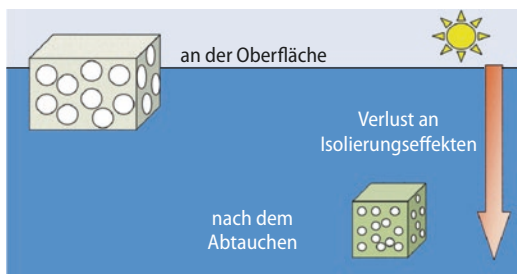 an der Oberfläche
Verlust an
Isolierungseffekten
nach dem
Abtauchen